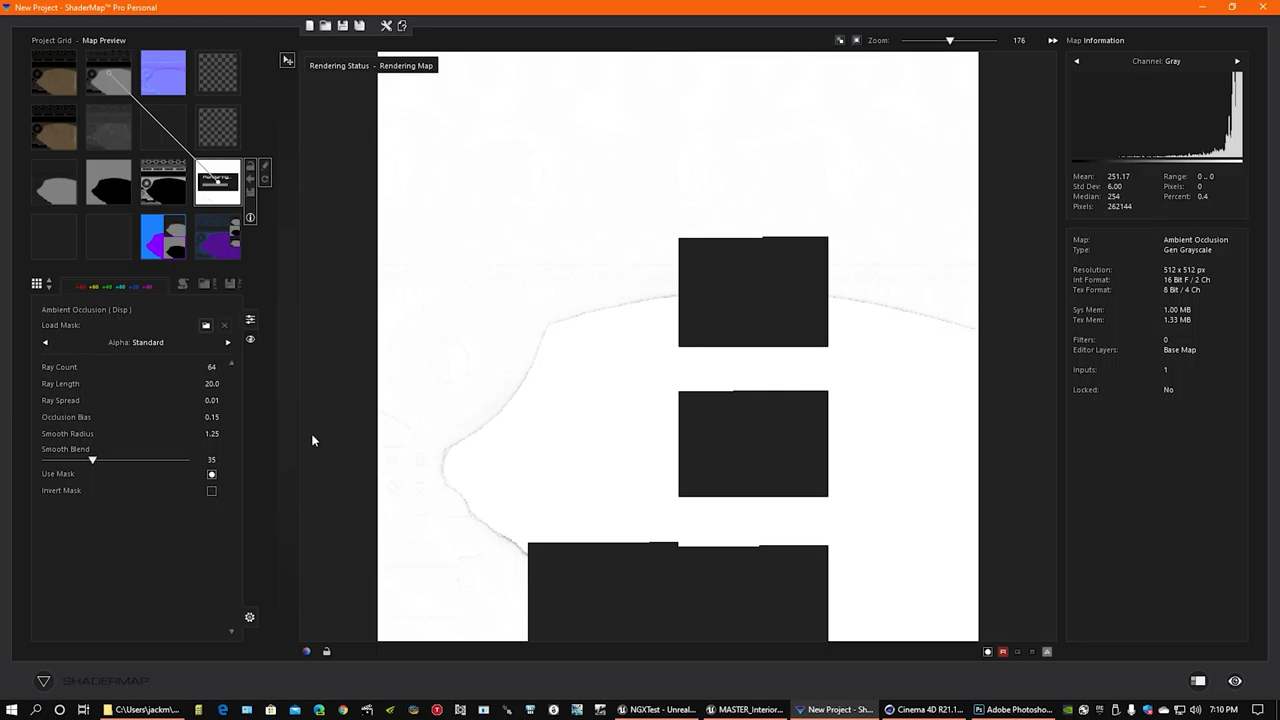 New Project - ShaderMap™ Pro Personal
Project Grid - Map Preview
Zoom: 176
Map Information
Rendering Status - Rendering Map
Channel: Gray
Rendering...
Mean: 251.17 Range: 0 .. 0
Std Dev: 6.00 Pixels: 0
Median: 254 Percent: 0.4
Pixels: 262144
Map: Ambient Occlusion
Type: Gen Grayscale
Resolution: 512 x 512 px
Int Format: 16 Bit F / 2 Ch
Tex Format: 8 Bit / 4 Ch
Sys Mem: 1.00 MB
Tex Mem: 1.33 MB
Filters: 0
Editor Layers: Base Map
Inputs: 1
Locked: No
Ambient Occlusion ( Disp )
Load Mask:
Alpha: Standard
Ray Count 64
Ray Length 20.0
Ray Spread 0.01
Occlusion Bias 0.15
Smooth Radius 1.25
Smooth Blend
35
Use Mask
Invert Mask
SHADERMAP
C:\Users\jackm\... NGXTest - Unreal... MASTER_Interior... New Project - Sh... Cinema 4D R21.1... Adobe Photosho... 7:10 PM